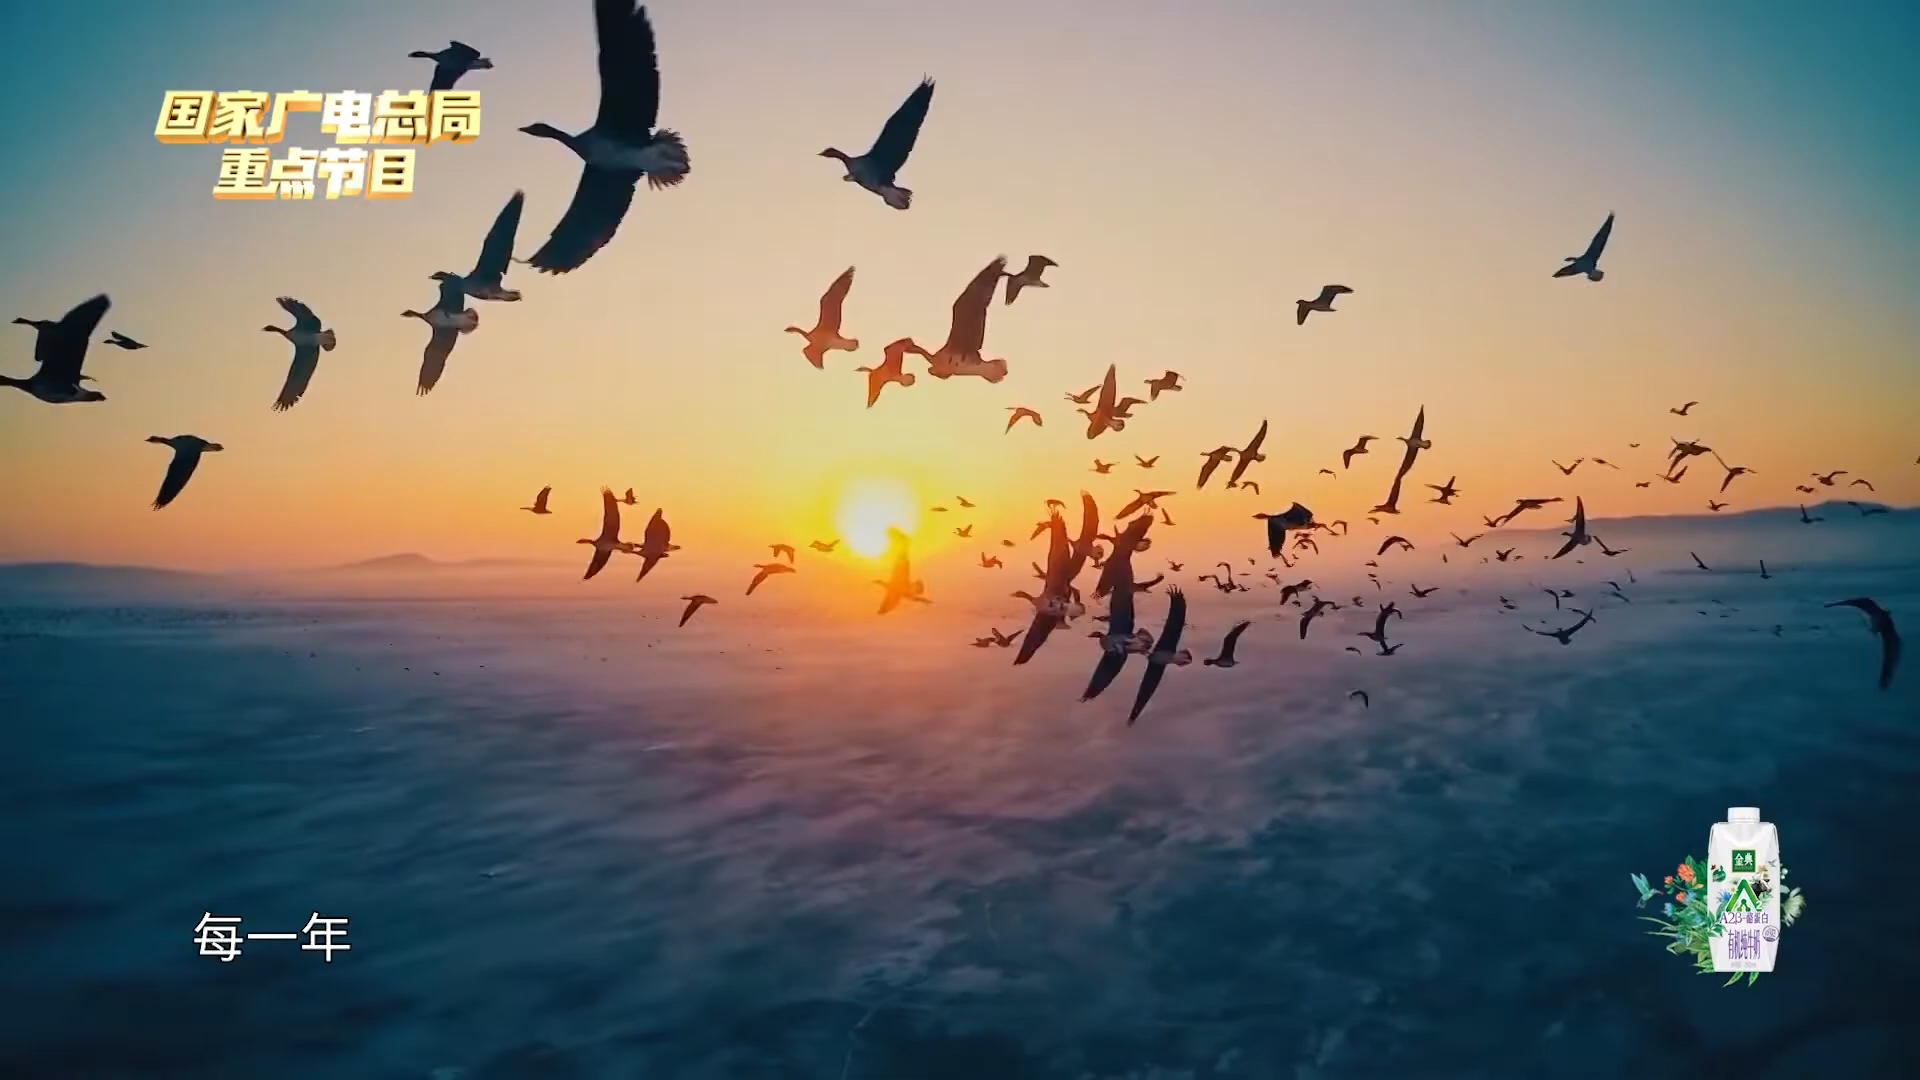 国家广电总局
重点节目
每一年
金典
A2β-酪蛋白
有机纯牛奶